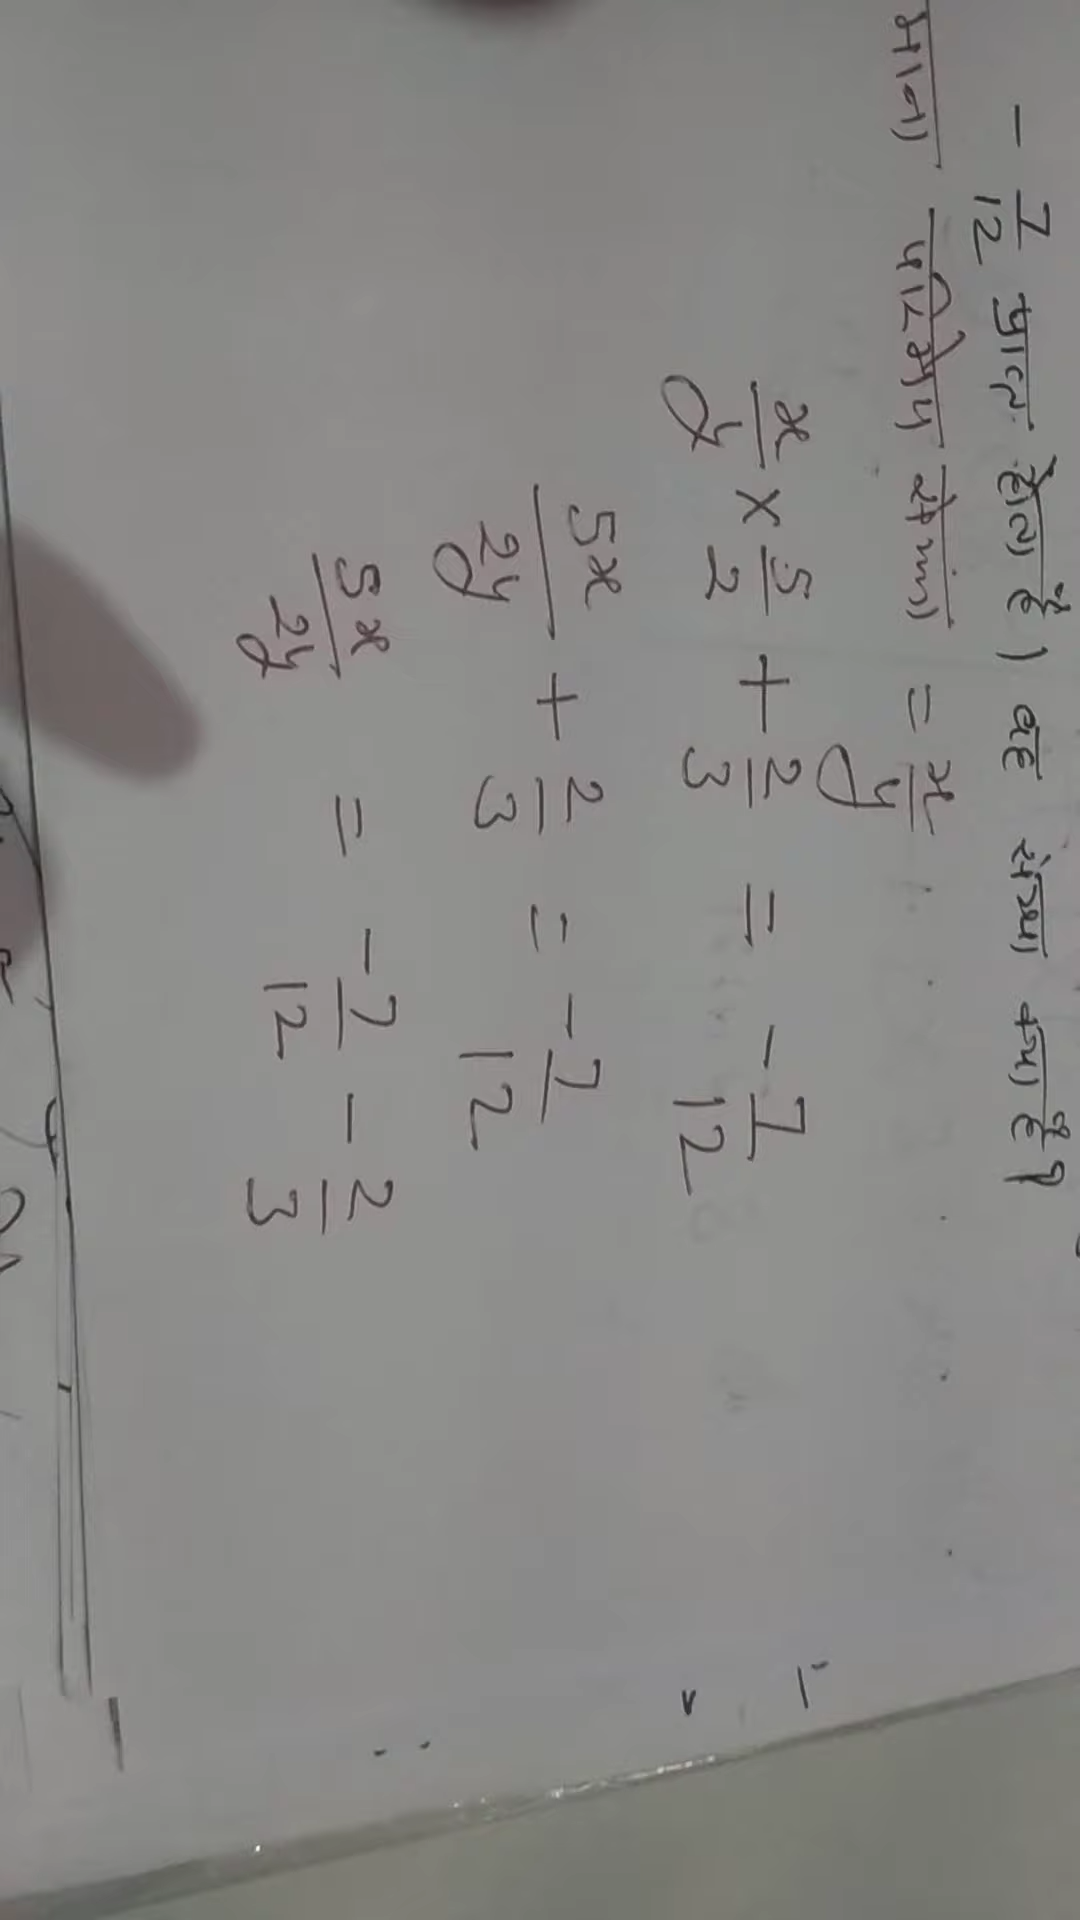 - 7/12 प्राप्त होता है। वह संख्या क्या है?
माना परिमेय संख्या = x/y
x/y × 5/2 + 2/3 = - 7/12
5x/2y + 2/3 = - 7/12
5x/2y = - 7/12 - 2/3